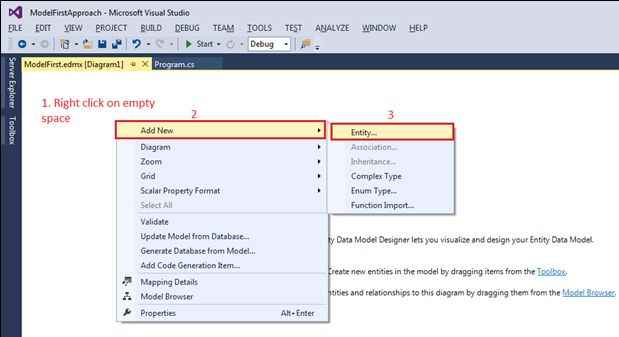 ModelFirstApproach - Microsoft Visual Studio
FILE EDIT VIEW PROJECT BUILD DEBUG TEAM TOOLS TEST ANALYZE WINDOW HELP
Start Debug
ModelFirst.edmx [Diagram1] Program.cs
Server Explorer
Toolbox
1. Right click on empty
space
2
3
Add New
Diagram
Zoom
Grid
Scalar Property Format
Select All
Validate
Update Model from Database...
Generate Database from Model...
Add Code Generation Item...
Mapping Details
Model Browser
Properties Alt+Enter
Entity...
Association...
Inheritance...
Complex Type
Enum Type...
Function Import...
ty Data Model Designer lets you visualize and design your Entity Data Model.
Create new entities in the model by dragging items from the Toolbox.
ntities and relationships to this diagram by dragging them from the Model Browser.